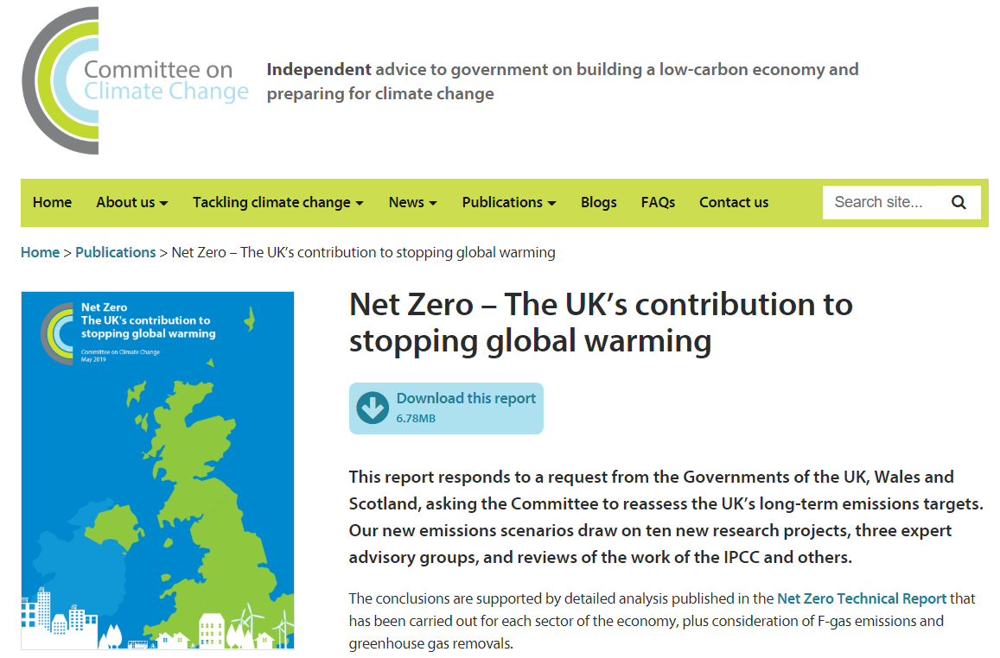 Committee on
Climate Change
Independent advice to government on building a low-carbon economy and
preparing for climate change
Home About us Tackling climate change News Publications Blogs FAQs Contact us Search site...
Home > Publications > Net Zero – The UK’s contribution to stopping global warming
Net Zero
The UK's contribution to
stopping global warming
Committee on Climate Change
May 2019
Net Zero – The UK’s contribution to
stopping global warming
Download this report
6.78MB
This report responds to a request from the Governments of the UK, Wales and
Scotland, asking the Committee to reassess the UK’s long-term emissions targets.
Our new emissions scenarios draw on ten new research projects, three expert
advisory groups, and reviews of the work of the IPCC and others.
The conclusions are supported by detailed analysis published in the Net Zero Technical Report that
has been carried out for each sector of the economy, plus consideration of F-gas emissions and
greenhouse gas removals.